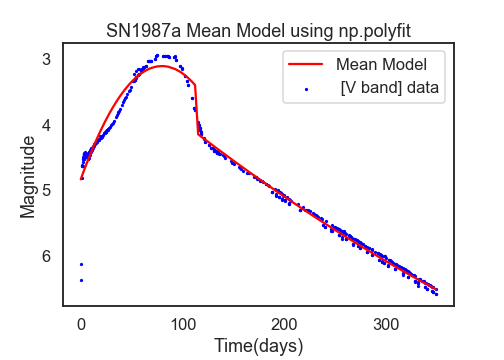 SN1987a Mean Model using np.polyfit
Mean Model
[V band] data
Magnitude
3
4
5
6
0
100
200
300
Time(days)